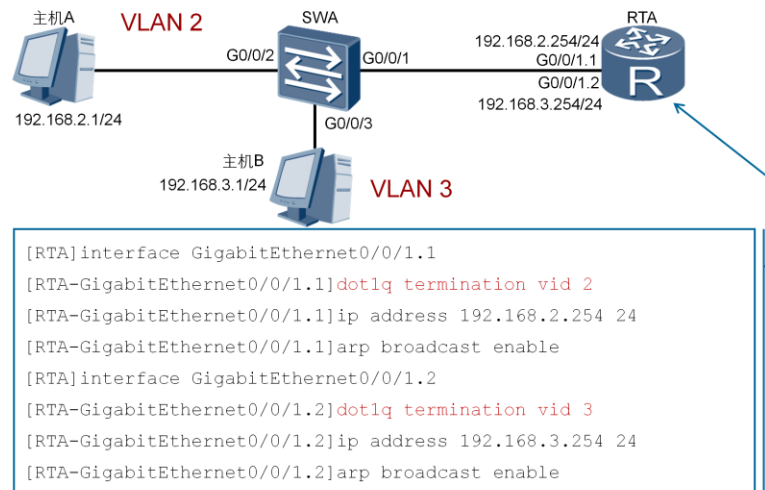 主机A
VLAN 2
SWA
RTA
G0/0/2
G0/0/1
192.168.2.254/24
G0/0/1.1
G0/0/1.2
192.168.3.254/24
R
192.168.2.1/24
G0/0/3
主机B
192.168.3.1/24
VLAN 3
[RTA]interface GigabitEthernet0/0/1.1
[RTA-GigabitEthernet0/0/1.1]dot1q termination vid 2
[RTA-GigabitEthernet0/0/1.1]ip address 192.168.2.254 24
[RTA-GigabitEthernet0/0/1.1]arp broadcast enable
[RTA]interface GigabitEthernet0/0/1.2
[RTA-GigabitEthernet0/0/1.2]dot1q termination vid 3
[RTA-GigabitEthernet0/0/1.2]ip address 192.168.3.254 24
[RTA-GigabitEthernet0/0/1.2]arp broadcast enable